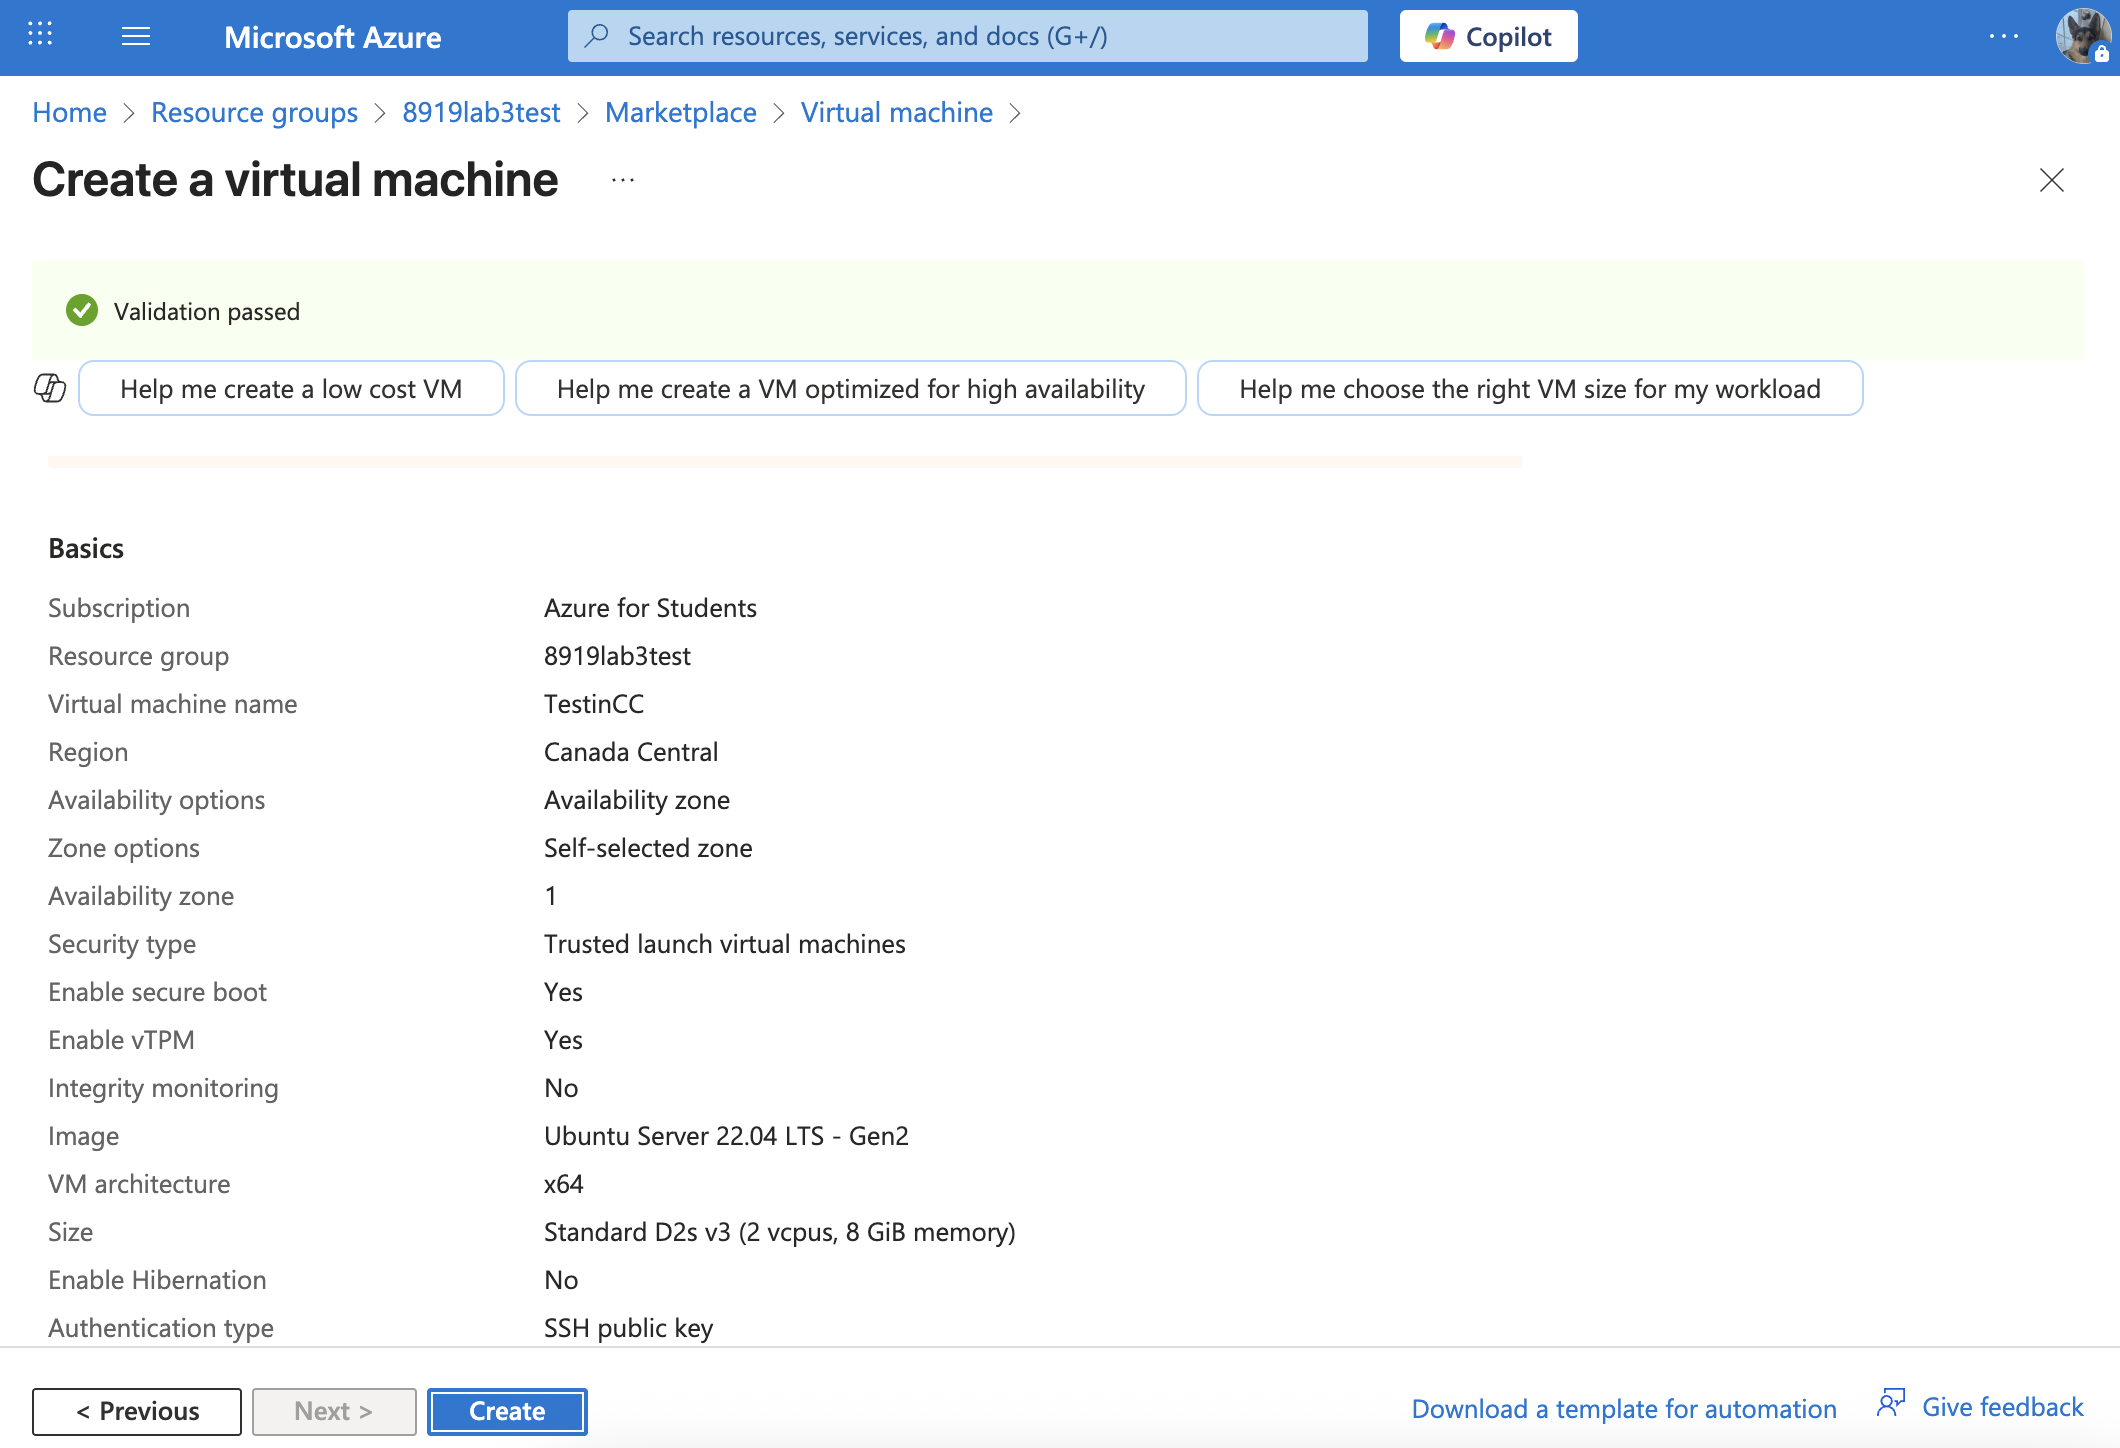 Microsoft Azure
Search resources, services, and docs (G+/)
Copilot
Home > Resource groups > 8919lab3test > Marketplace > Virtual machine >
Create a virtual machine ...
Validation passed
Help me create a low cost VM
Help me create a VM optimized for high availability
Help me choose the right VM size for my workload
Basics
Subscription Azure for Students
Resource group 8919lab3test
Virtual machine name TestinCC
Region Canada Central
Availability options Availability zone
Zone options Self-selected zone
Availability zone 1
Security type Trusted launch virtual machines
Enable secure boot Yes
Enable vTPM Yes
Integrity monitoring No
Image Ubuntu Server 22.04 LTS - Gen2
VM architecture x64
Size Standard D2s v3 (2 vcpus, 8 GiB memory)
Enable Hibernation No
Authentication type SSH public key
< Previous
Next >
Create
Download a template for automation
Give feedback